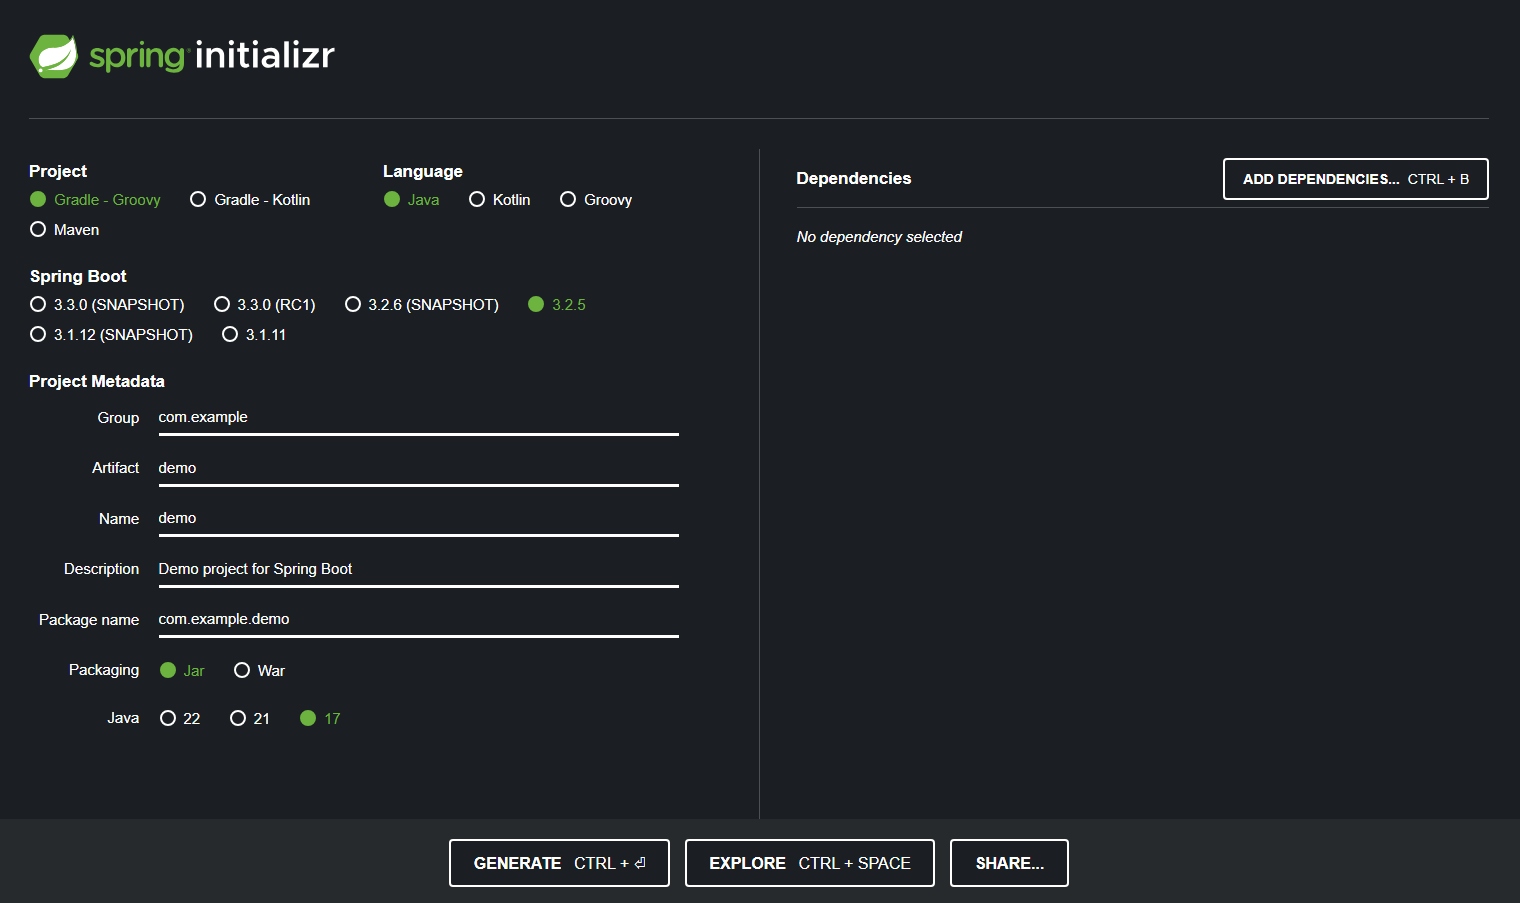 spring initializr
Project
Gradle - Groovy
Gradle - Kotlin
Maven
Language
Java
Kotlin
Groovy
Spring Boot
3.3.0 (SNAPSHOT)
3.3.0 (RC1)
3.2.6 (SNAPSHOT)
3.2.5
3.1.12 (SNAPSHOT)
3.1.11
Project Metadata
Group com.example
Artifact demo
Name demo
Description Demo project for Spring Boot
Package name com.example.demo
Packaging Jar War
Java 22 21 17
Dependencies
ADD DEPENDENCIES... CTRL + B
No dependency selected
GENERATE CTRL + ⏎
EXPLORE CTRL + SPACE
SHARE...